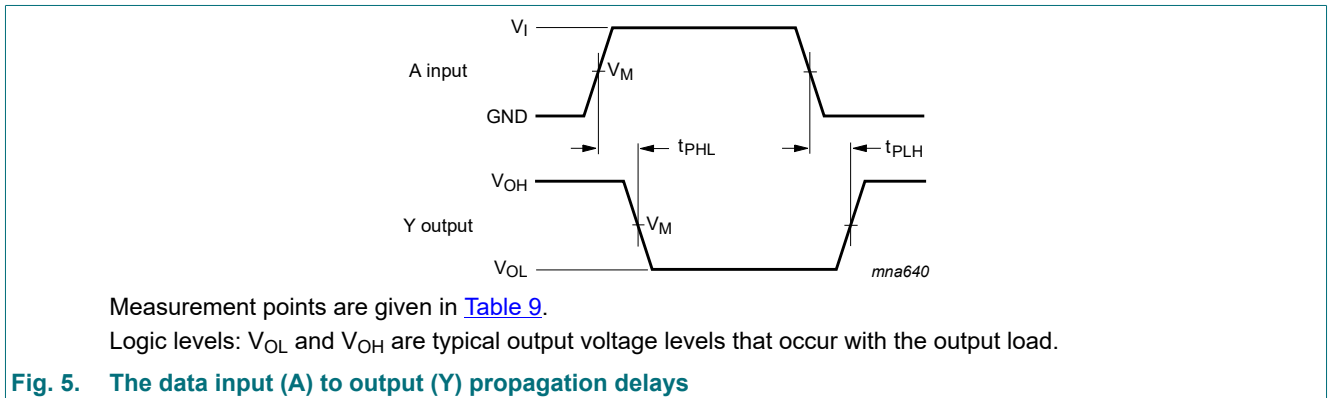 V_I
A input
V_M
GND
t_PHL
t_PLH
V_OH
Y output
V_M
V_OL
mna640
Measurement points are given in Table 9.
Logic levels: V_OL and V_OH are typical output voltage levels that occur with the output load.
Fig. 5. The data input (A) to output (Y) propagation delays